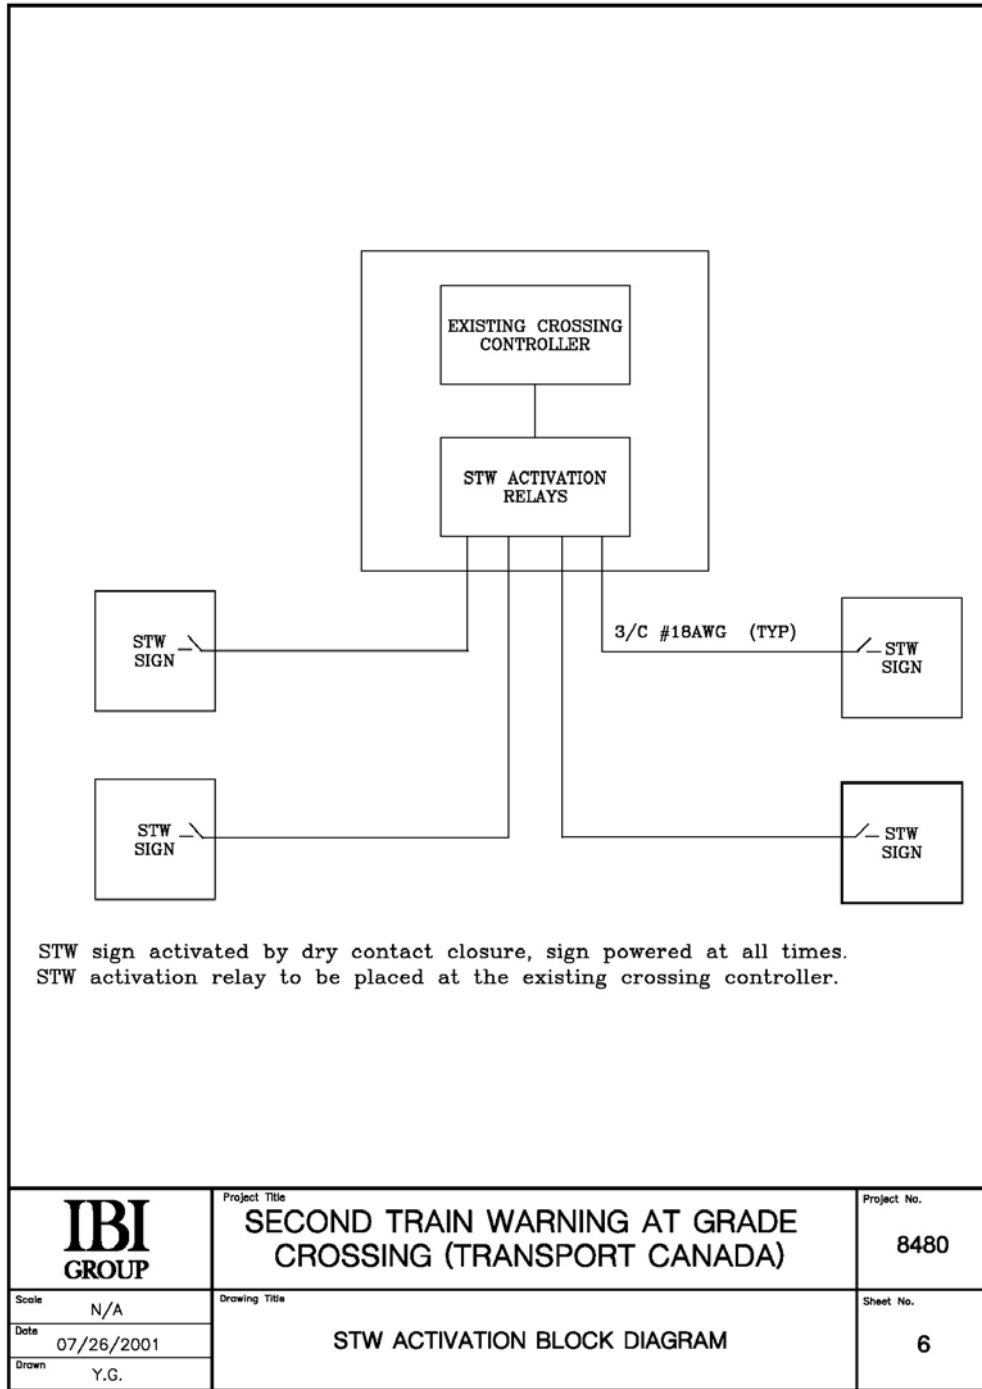 EXISTING CROSSING
CONTROLLER
STW ACTIVATION
RELAYS
STW
SIGN
3/C #18AWG (TYP)
STW
SIGN
STW
SIGN
STW
SIGN
STW sign activated by dry contact closure, sign powered at all times.
STW activation relay to be placed at the existing crossing controller.
IBI
GROUP
Project Title
SECOND TRAIN WARNING AT GRADE
CROSSING (TRANSPORT CANADA)
Project No.
8480
Scale
N/A
Date
07/26/2001
Drawn
Y.G.
Drawing Title
STW ACTIVATION BLOCK DIAGRAM
Sheet No.
6